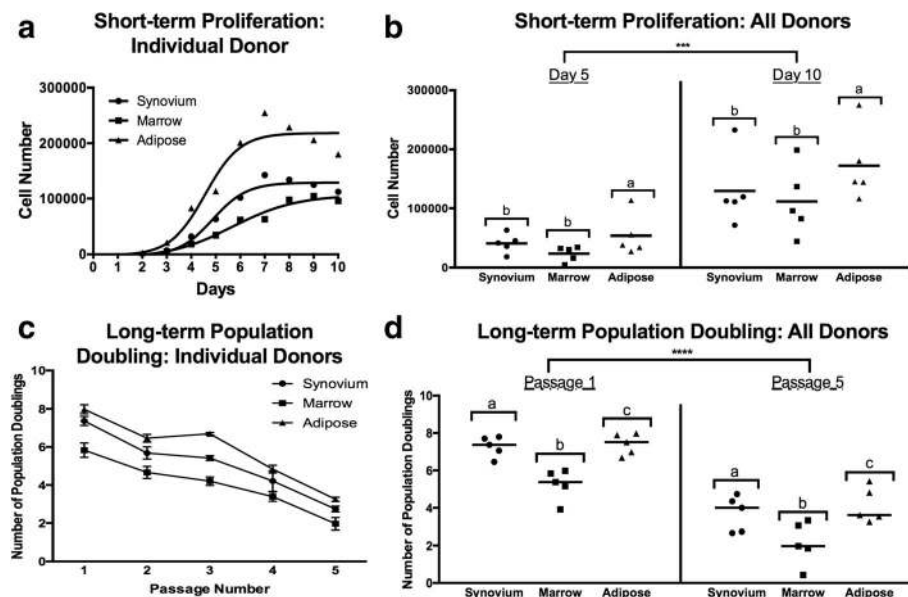 a
Short-term Proliferation:
Individual Donor
300000
200000
100000
0
Cell Number
Synovium
Marrow
Adipose
0 1 2 3 4 5 6 7 8 9 10
Days
b
Short-term Proliferation: All Donors
***
Day 5
Day 10
300000
200000
100000
0
Cell Number
b
b
a
b
b
a
Synovium Marrow Adipose
Synovium Marrow Adipose
c
Long-term Population
Doubling: Individual Donors
10
8
6
4
2
0
Number of Population Doublings
Synovium
Marrow
Adipose
1 2 3 4 5
Passage Number
d
Long-term Population Doubling: All Donors
****
Passage 1
Passage 5
10
8
6
4
2
0
Number of Population Doublings
a
b
c
a
b
c
Synovium Marrow Adipose
Synovium Marrow Adipose